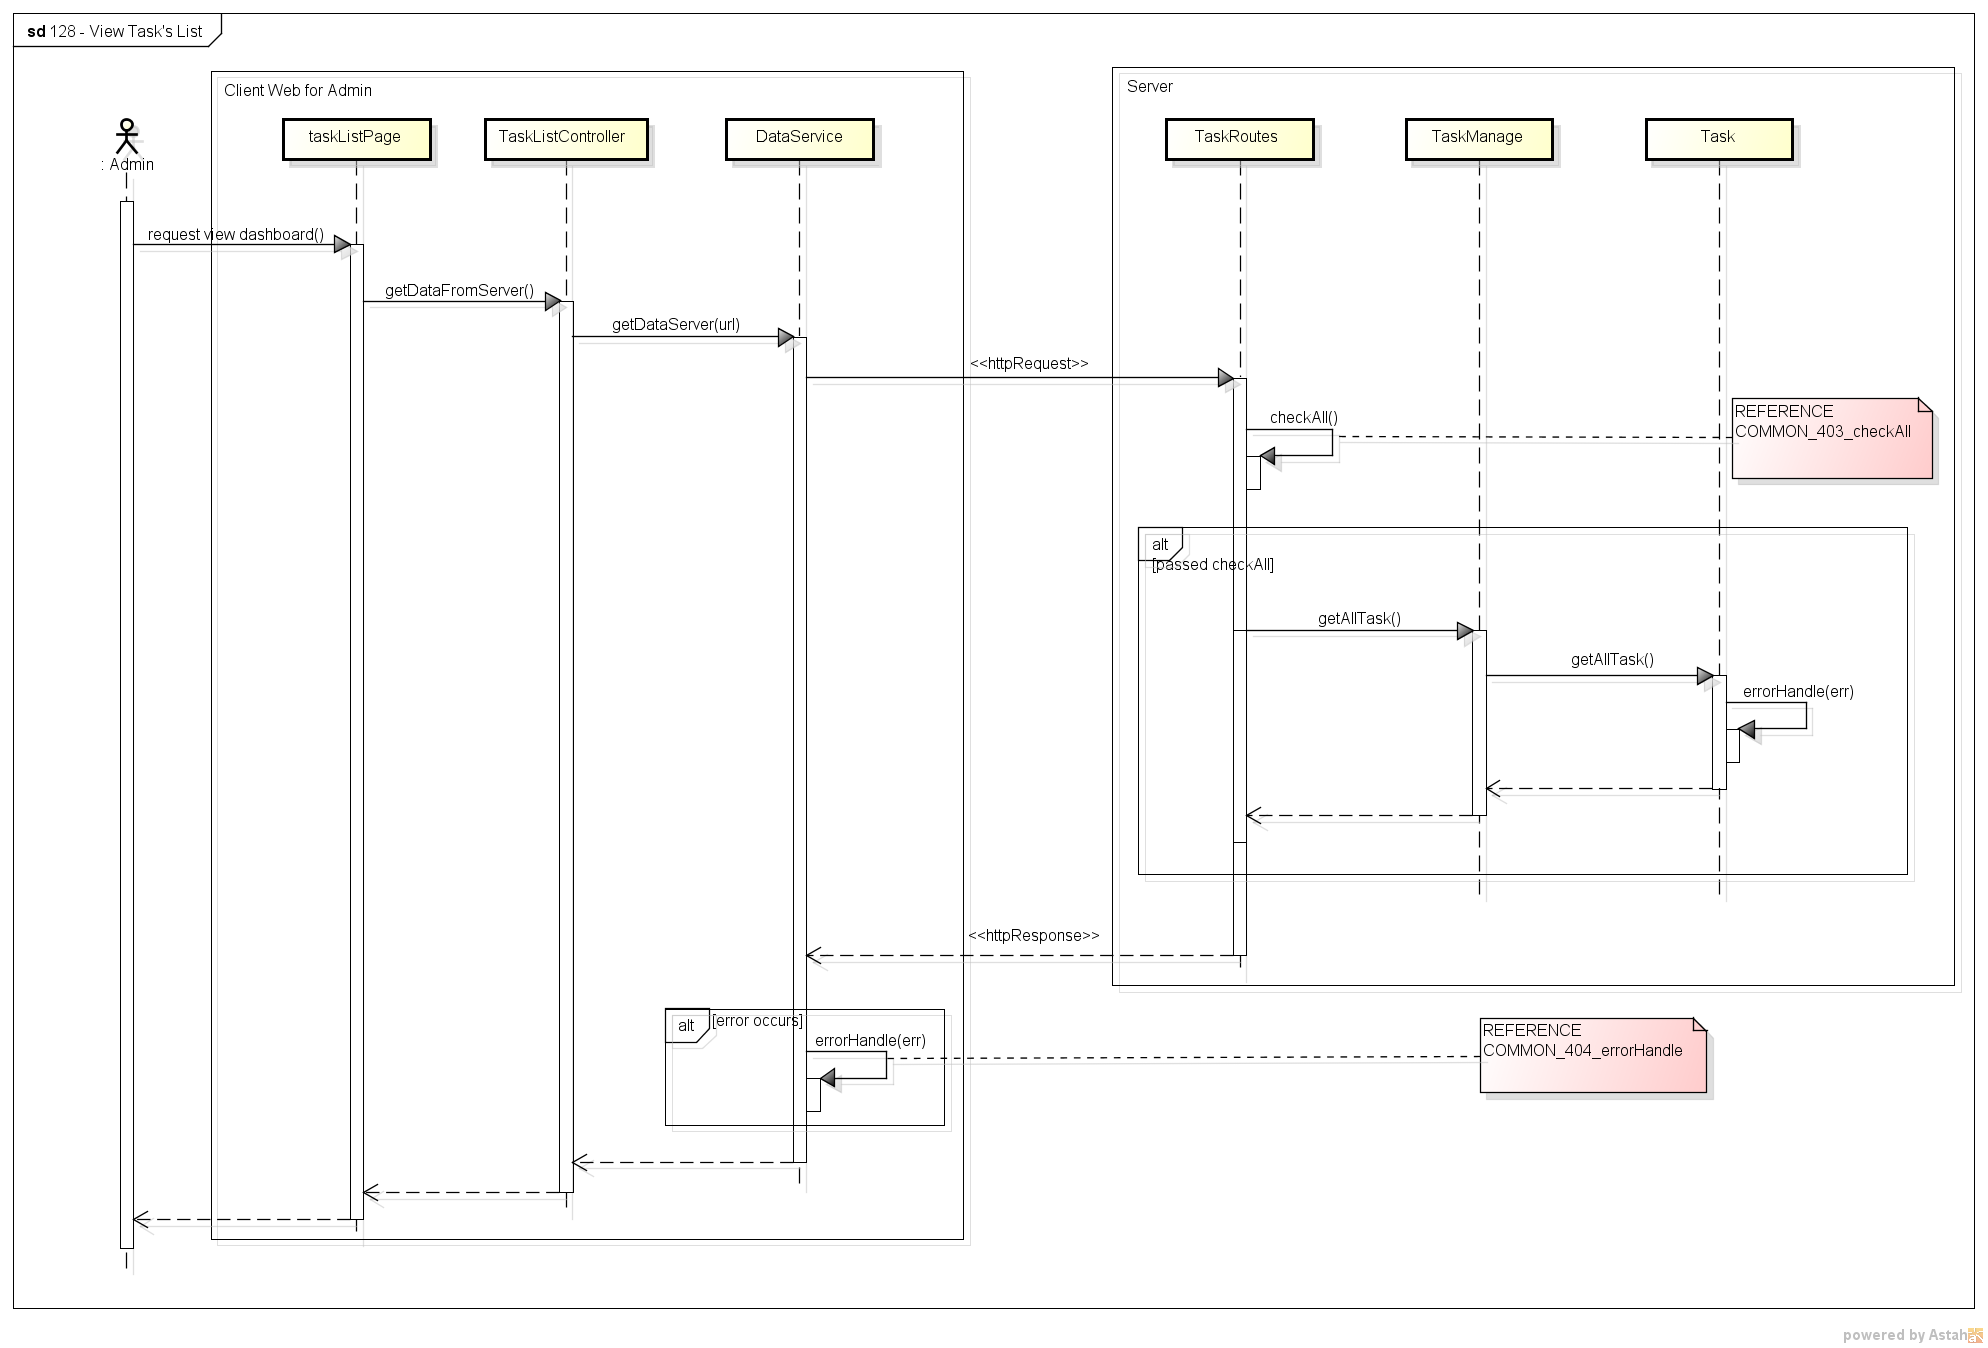 sd 128 - View Task's List
Client Web for Admin
Server
: Admin
taskListPage
TaskListController
DataService
TaskRoutes
TaskManage
Task
request view dashboard()
getDataFromServer()
getDataServer(url)
<<httpRequest>>
checkAll()
REFERENCE
COMMON_403_checkAll
alt
[passed checkAll]
getAllTask()
getAllTask()
errorHandle(err)
<<httpResponse>>
alt
[error occurs]
errorHandle(err)
REFERENCE
COMMON_404_errorHandle
powered by Astah